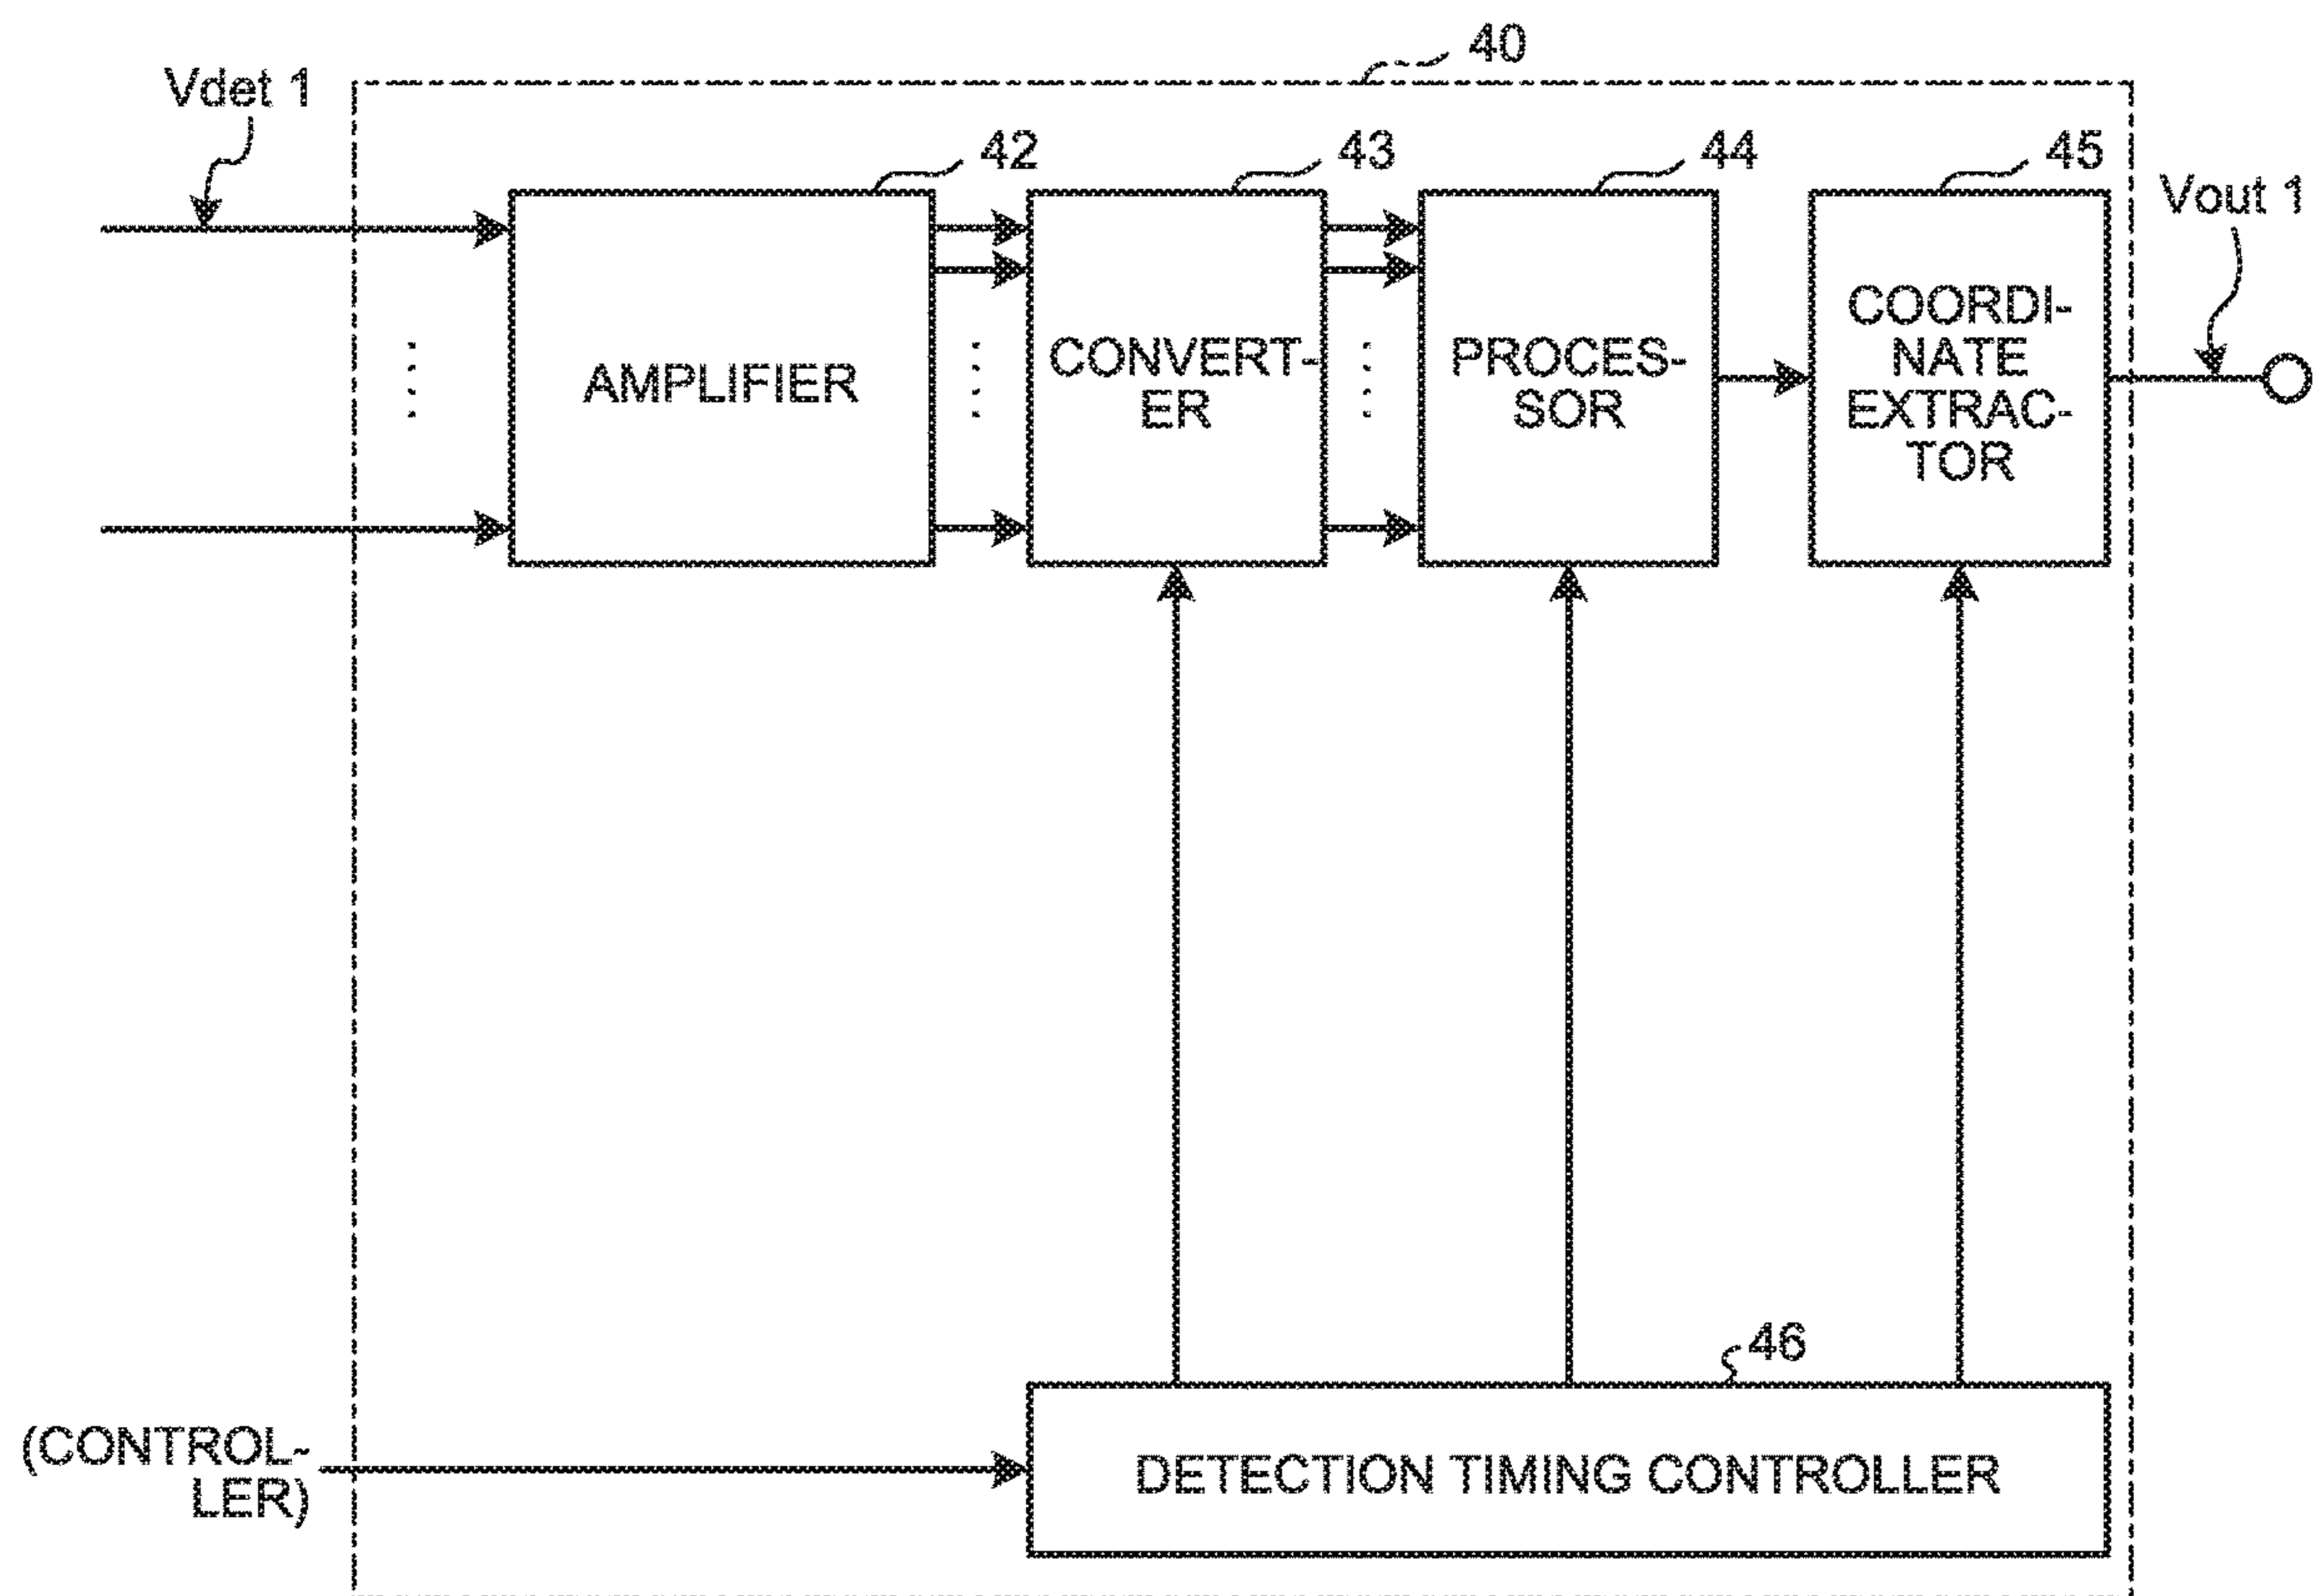 40
Vdet 1
42
43
44
45
Vout 1
AMPLIFIER
CONVERT-
ER
PROCES-
SOR
COORDI-
NATE
EXTRAC-
TOR
46
(CONTROL-
LER)
DETECTION TIMING CONTROLLER